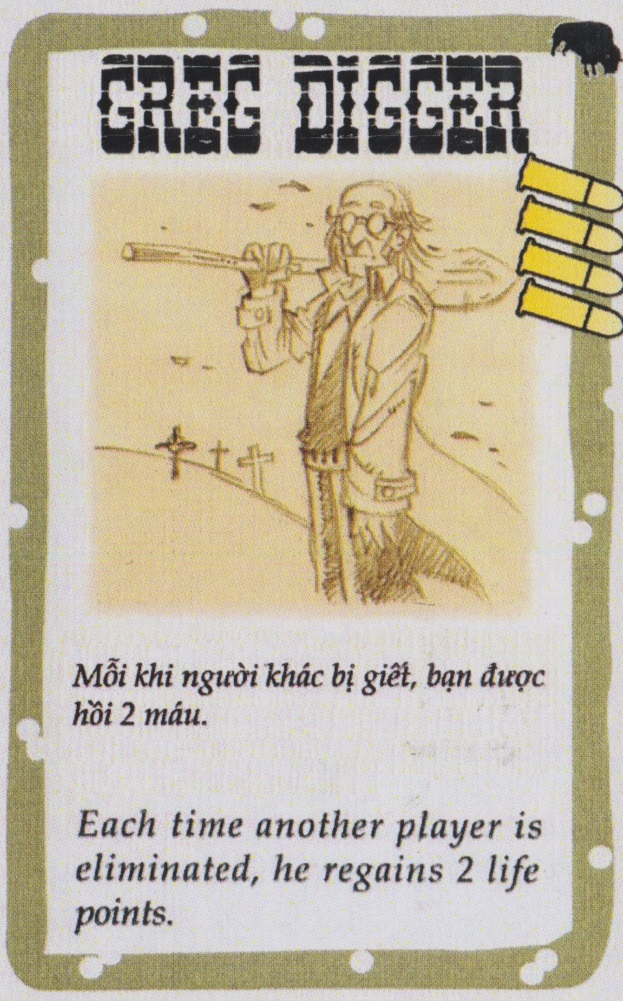 GREG DIGGER
Mỗi khi người khác bị giết, bạn được
hồi 2 máu.
Each time another player is
eliminated, he regains 2 life
points.